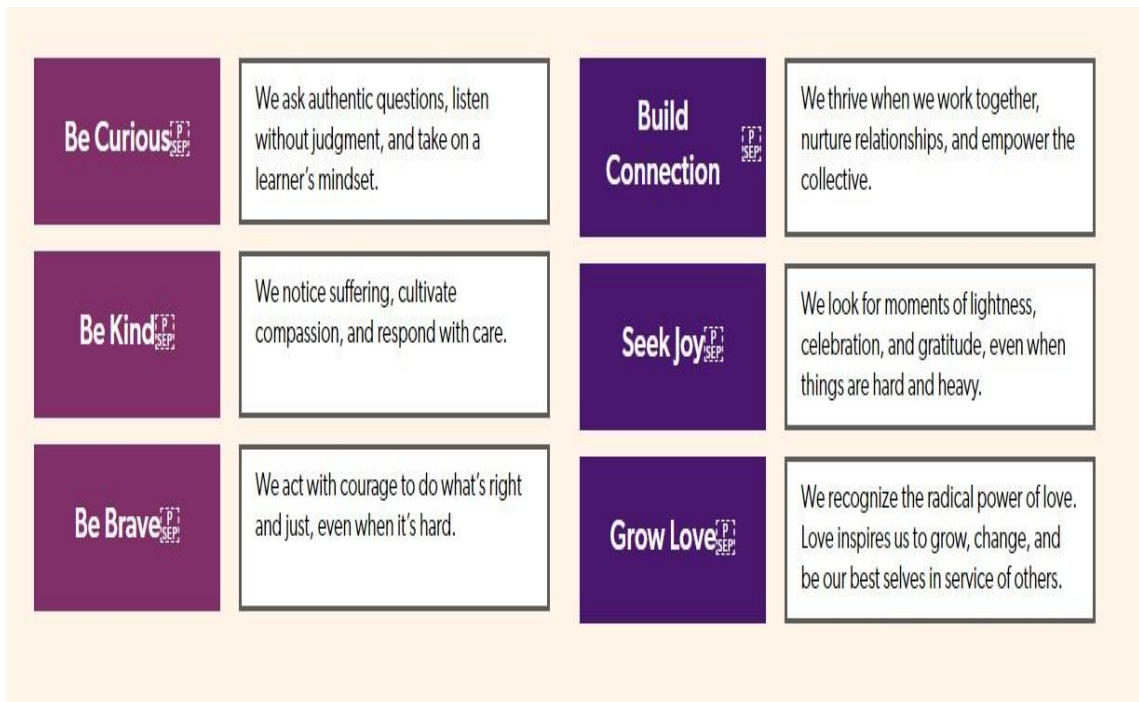 Be Curious
We ask authentic questions, listen
without judgment, and take on a
learner's mindset.
Be Kind
We notice suffering, cultivate
compassion, and respond with care.
Be Brave
We act with courage to do what's right
and just, even when it's hard.
Build
Connection
We thrive when we work together,
nurture relationships, and empower the
collective.
Seek Joy
We look for moments of lightness,
celebration, and gratitude, even when
things are hard and heavy.
Grow Love
We recognize the radical power of love.
Love inspires us to grow, change, and
be our best selves in service of others.